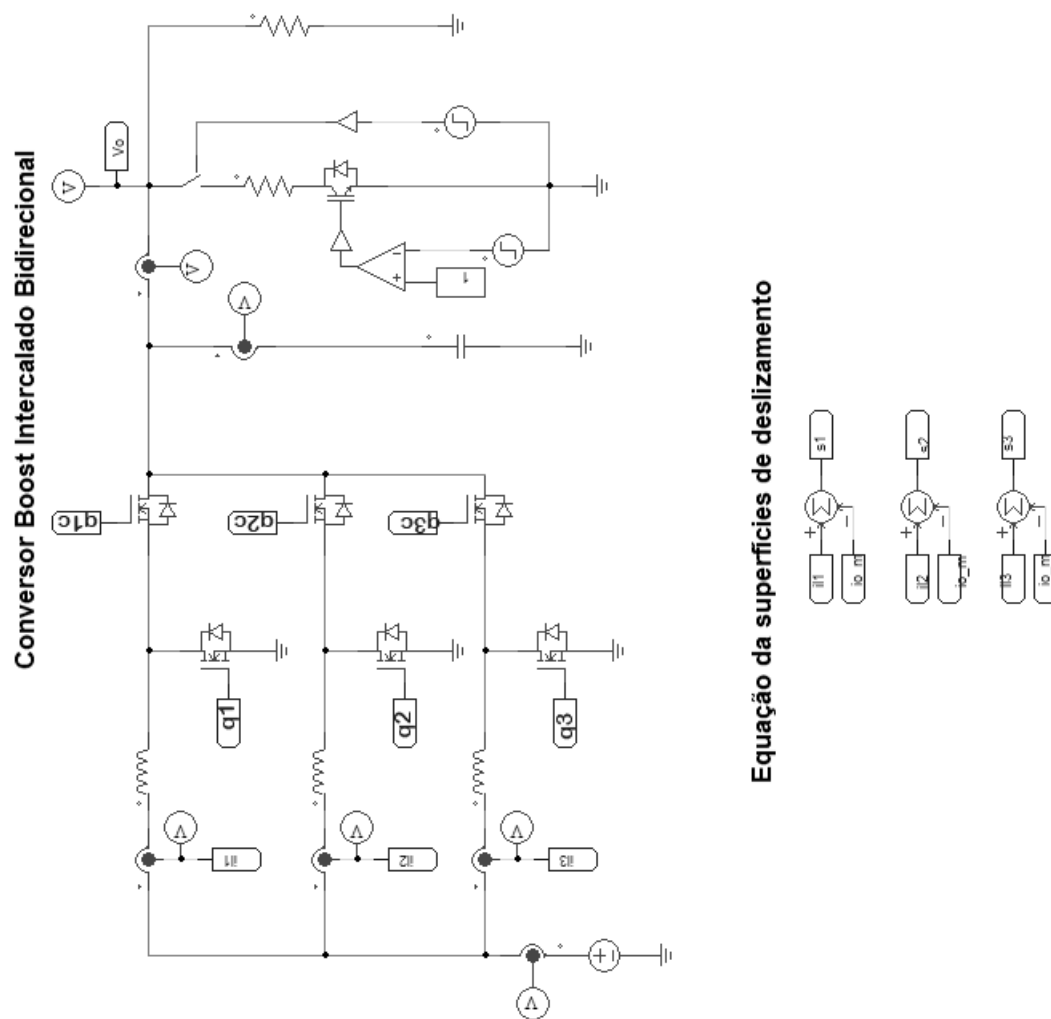 Conversor Boost Intercalado Bidirecional
Vo
V
V
V
1
q1c
q2c
q3c
q1
q2
q3
V
il1
V
il2
V
il3
V
Equação da superfícies de deslizamento
il1
io_m
s1
il2
io_m
s2
il3
io_m
s3